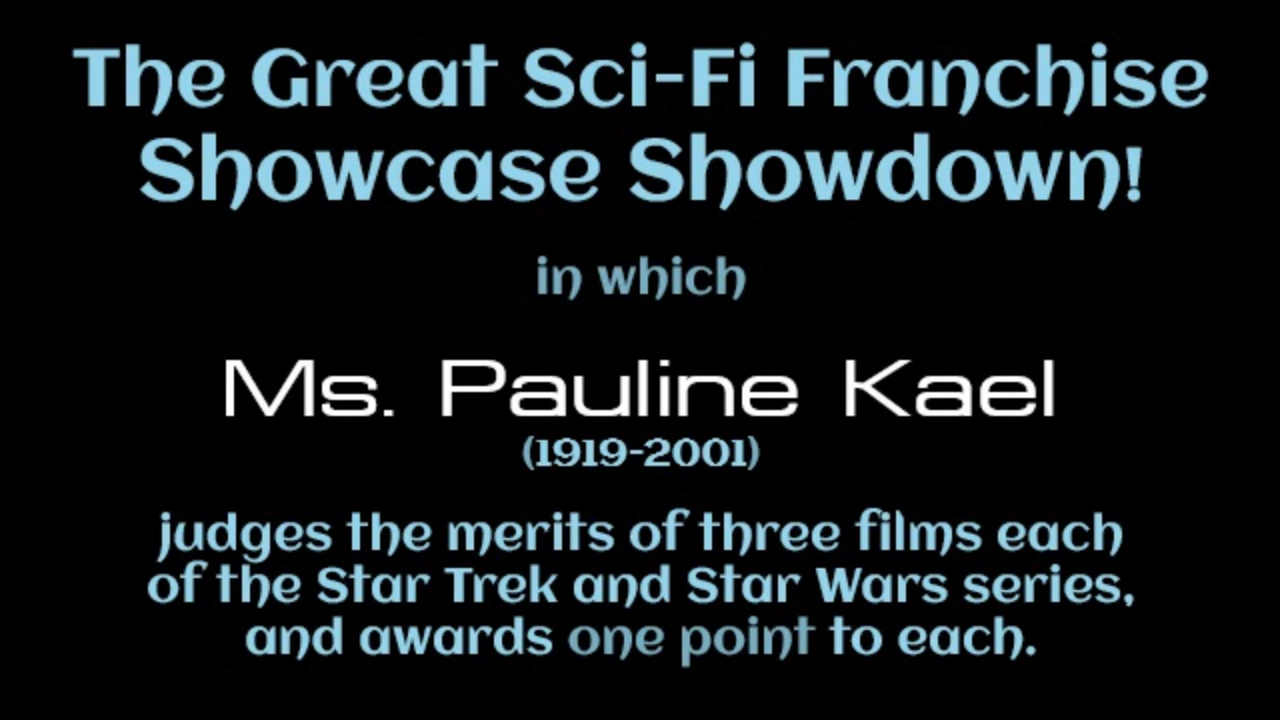 The Great Sci-Fi Franchise
Showcase Showdown!
in which
Ms. Pauline Kael
(1919-2001)
judges the merits of three films each
of the Star Trek and Star Wars series,
and awards one point to each.